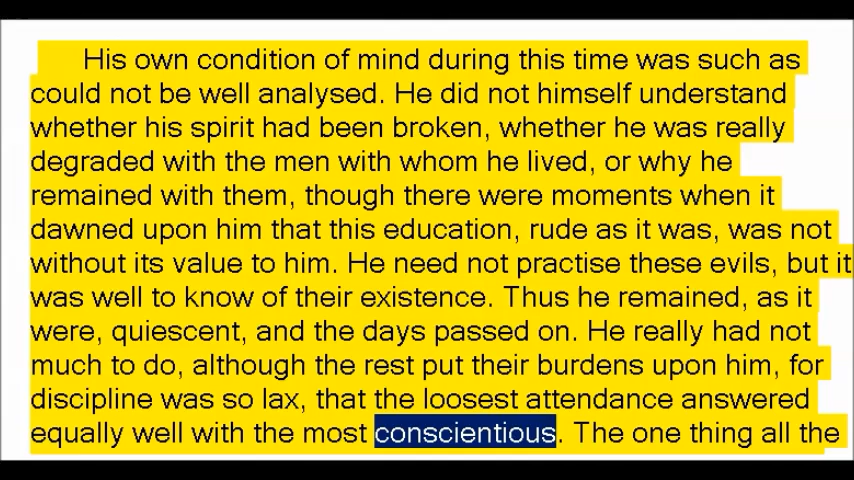 His own condition of mind during this time was such as
could not be well analysed. He did not himself understand
whether his spirit had been broken, whether he was really
degraded with the men with whom he lived, or why he
remained with them, though there were moments when it
dawned upon him that this education, rude as it was, was not
without its value to him. He need not practise these evils, but it
was well to know of their existence. Thus he remained, as it
were, quiescent, and the days passed on. He really had not
much to do, although the rest put their burdens upon him, for
discipline was so lax, that the loosest attendance answered
equally well with the most conscientious. The one thing all the